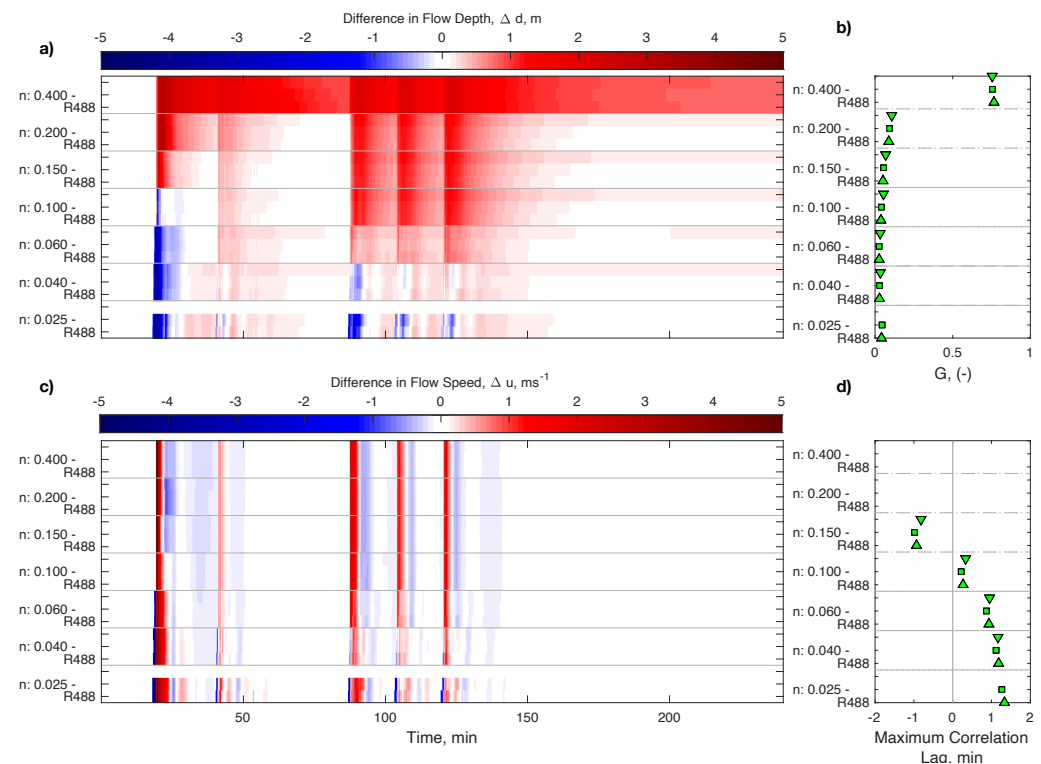 Difference in Flow Depth, Δ d, m
a)
-5 -4 -3 -2 -1 0 1 2 3 4 5
n: 0.400 -
R488
n: 0.200 -
R488
n: 0.150 -
R488
n: 0.100 -
R488
n: 0.060 -
R488
n: 0.040 -
R488
n: 0.025 -
R488
b)
n: 0.400 -
R488
n: 0.200 -
R488
n: 0.150 -
R488
n: 0.100 -
R488
n: 0.060 -
R488
n: 0.040 -
R488
n: 0.025 -
R488
0 0.5 1
G, (-)
Difference in Flow Speed, Δ u, ms-1
c)
-5 -4 -3 -2 -1 0 1 2 3 4 5
n: 0.400 -
R488
n: 0.200 -
R488
n: 0.150 -
R488
n: 0.100 -
R488
n: 0.060 -
R488
n: 0.040 -
R488
n: 0.025 -
R488
50 100 150 200
Time, min
d)
n: 0.400 -
R488
n: 0.200 -
R488
n: 0.150 -
R488
n: 0.100 -
R488
n: 0.060 -
R488
n: 0.040 -
R488
n: 0.025 -
R488
-2 -1 0 1 2
Maximum Correlation
Lag, min